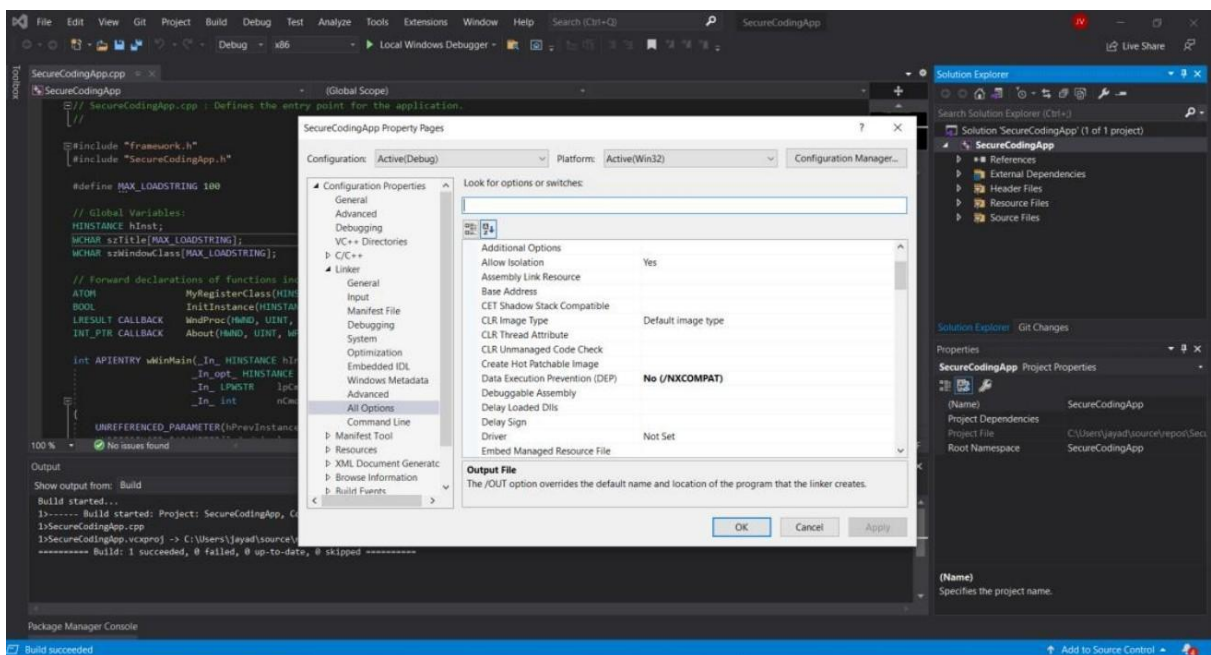 File Edit View Git Project Build Debug Test Analyze Tools Extensions Window Help Search (Ctrl+Q) SecureCodingApp JV
Debug x86 Local Windows Debugger Live Share
Toolbox
SecureCodingApp.cpp
SecureCodingApp (Global Scope)
// SecureCodingApp.cpp : Defines the entry point for the application.
//
#include "framework.h"
#include "SecureCodingApp.h"
#define MAX_LOADSTRING 100
// Global Variables:
HINSTANCE hInst;
WCHAR szTitle[MAX_LOADSTRING];
WCHAR szWindowClass[MAX_LOADSTRING];
// Forward declarations of functions inc
ATOM MyRegisterClass(HINS
BOOL InitInstance(HINSTAN
LRESULT CALLBACK WndProc(HWND, UINT,
INT_PTR CALLBACK About(HWND, UINT,
int APIENTRY wWinMain(_In_ HINSTANCE hIn
_In_opt_ HINSTANCE
_In_ LPWSTR
_In_ int
{
UNREFERENCED_PARAMETER(hPrevInstance
100 % No issues found
Output
Show output from: Build
Build started...
1>------ Build started: Project: SecureCodingApp,
1>SecureCodingApp.cpp
1>SecureCodingApp.vcxproj -> C:\Users\jayad\source\
========== Build: 1 succeeded, 0 failed, 0 up-to-date, 0 skipped ==========
Package Manager Console
Build succeeded
SecureCodingApp Property Pages ? ×
Configuration: Active(Debug) Platform: Active(Win32) Configuration Manager...
Configuration Properties
General
Advanced
Debugging
VC++ Directories
C/C++
Linker
General
Input
Manifest File
Debugging
System
Optimization
Embedded IDL
Windows Metadata
Advanced
All Options
Command Line
Manifest Tool
Resources
XML Document Generatc
Browse Information
Build Events
Look for options or switches:
Additional Options
Allow Isolation Yes
Assembly Link Resource
Base Address
CET Shadow Stack Compatible
CLR Image Type Default image type
CLR Thread Attribute
CLR Unmanaged Code Check
Create Hot Patchable Image
Data Execution Prevention (DEP) No (/NXCOMPAT)
Debuggable Assembly
Delay Loaded Dlls
Delay Sign
Driver Not Set
Embed Managed Resource File
Output File
The /OUT option overrides the default name and location of the program that the linker creates.
OK Cancel Apply
Solution Explorer
Search Solution Explorer (Ctrl+;)
Solution 'SecureCodingApp' (1 of 1 project)
SecureCodingApp
References
External Dependencies
Header Files
Resource Files
Source Files
Solution Explorer Git Changes
Properties
SecureCodingApp Project Properties
(Name) SecureCodingApp
Project Dependencies
Project File C:\Users\jayad\source\repos\Secu
Root Namespace SecureCodingApp
(Name)
Specifies the project name.
Add to Source Control